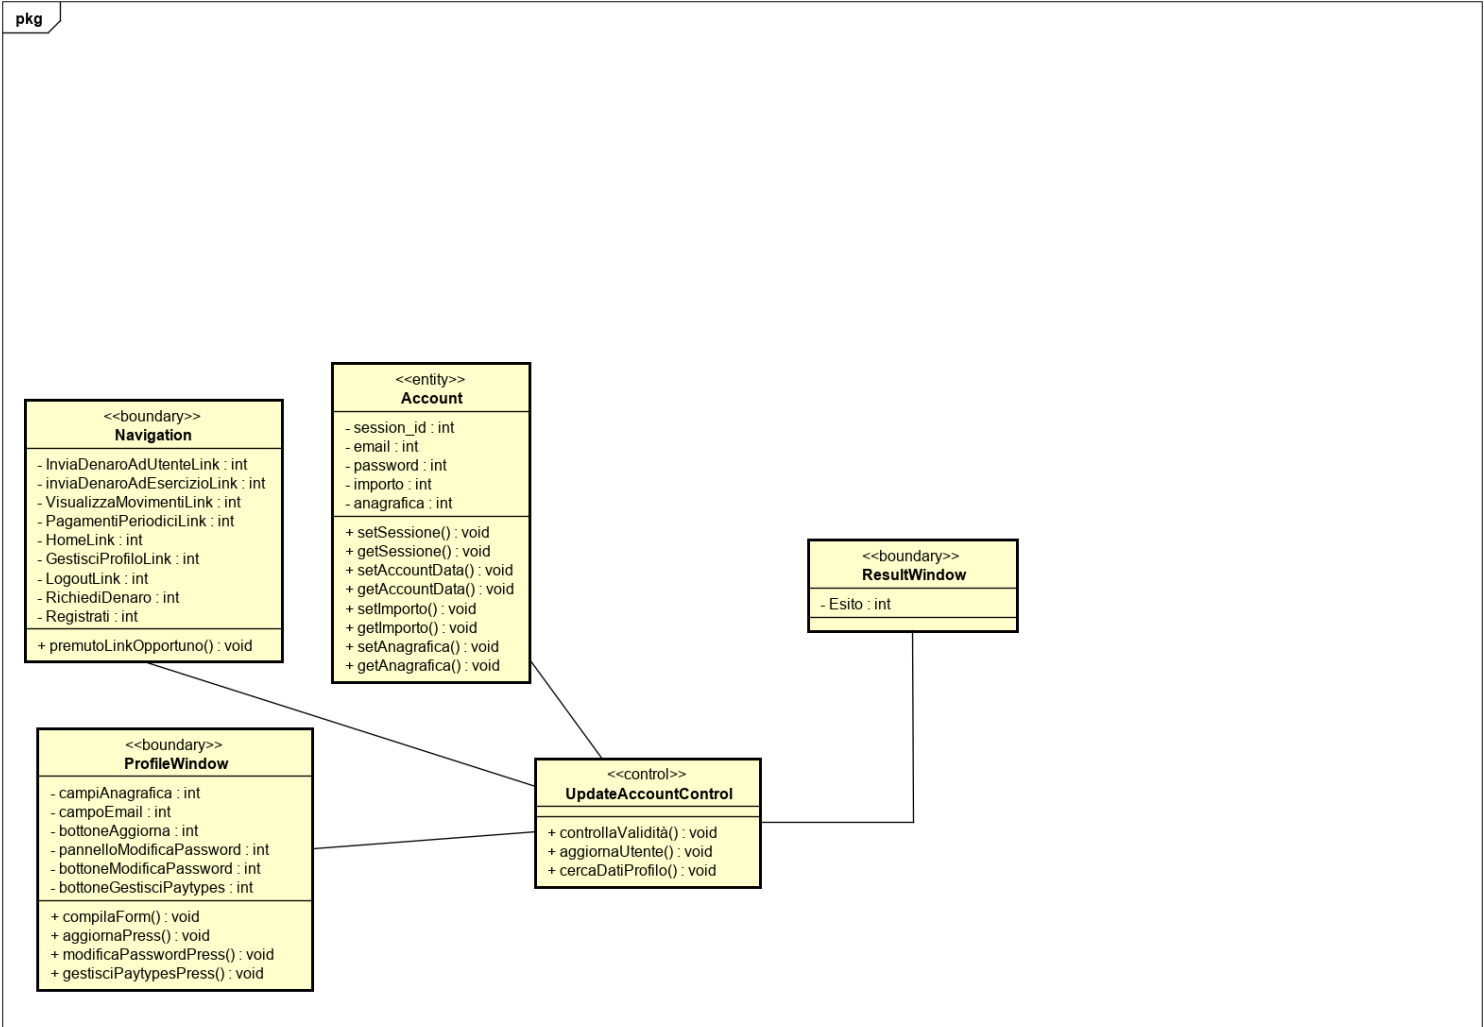 pkg
<<boundary>>
Navigation
- InviaDenaroAdUtenteLink : int
- inviaDenaroAdEsercizioLink : int
- VisualizzaMovimentiLink : int
- PagamentiPeriodiciLink : int
- HomeLink : int
- GestisciProfiloLink : int
- LogoutLink : int
- RichiediDenaro : int
- Registrati : int
+ premutoLinkOpportuno() : void
<<entity>>
Account
- session_id : int
- email : int
- password : int
- importo : int
- anagrafica : int
+ setSessione() : void
+ getSessione() : void
+ setAccountData() : void
+ getAccountData() : void
+ setImporto() : void
+ getImporto() : void
+ setAnagrafica() : void
+ getAnagrafica() : void
<<boundary>>
ResultWindow
- Esito : int
<<boundary>>
ProfileWindow
- campiAnagrafica : int
- campoEmail : int
- bottoneAggiorna : int
- pannelloModificaPassword : int
- bottoneModificaPassword : int
- bottoneGestisciPaytypes : int
+ compilaForm() : void
+ aggiornaPress() : void
+ modificaPasswordPress() : void
+ gestisciPaytypesPress() : void
<<control>>
UpdateAccountControl
+ controllaValidità() : void
+ aggiornaUtente() : void
+ cercaDatiProfilo() : void